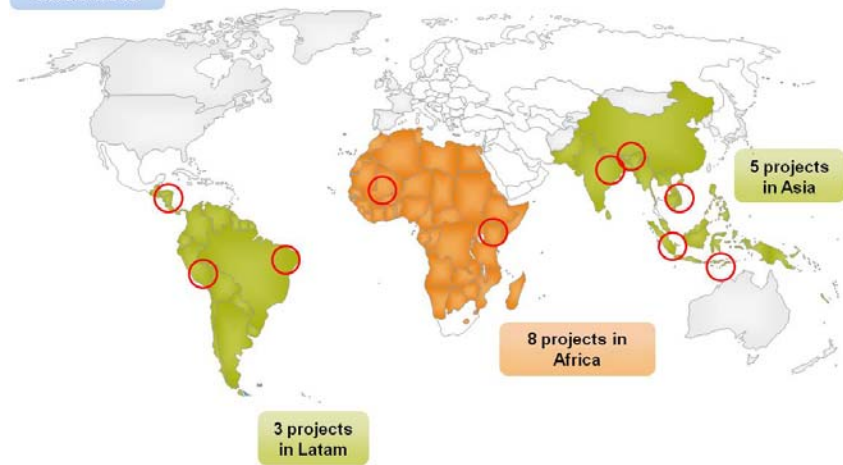 5 projects
in Asia
8 projects in
Africa
3 projects
in Latam